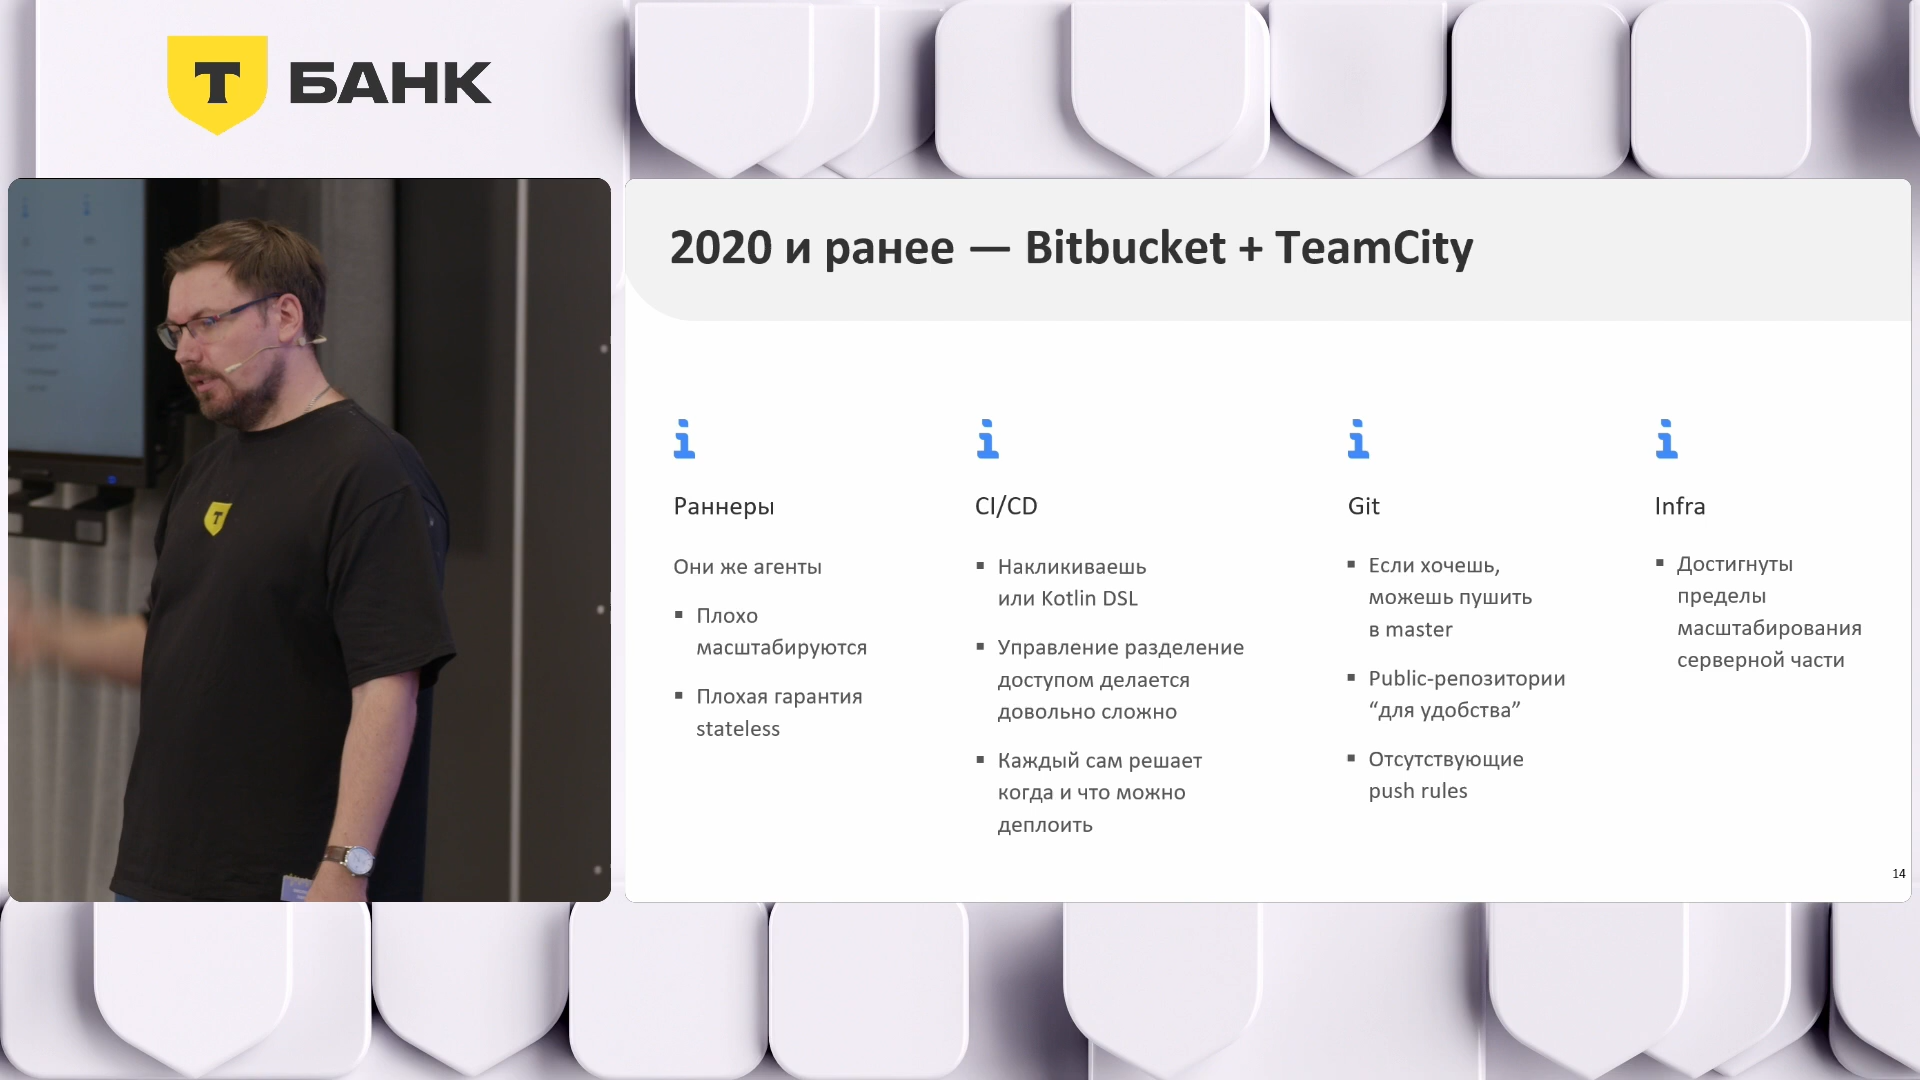 Т БАНК
2020 и ранее — Bitbucket + TeamCity
Раннеры
Они же агенты
▪ Плохо
масштабируются
▪ Плохая гарантия
stateless
CI/CD
▪ Накликиваешь
или Kotlin DSL
▪ Управление разделение
доступом делается
довольно сложно
▪ Каждый сам решает
когда и что можно
деплоить
Git
▪ Если хочешь,
можешь пушить
в master
▪ Public-репозитории
“для удобства”
▪ Отсутствующие
push rules
Infra
▪ Достигнуты
пределы
масштабирования
серверной части
14
Т